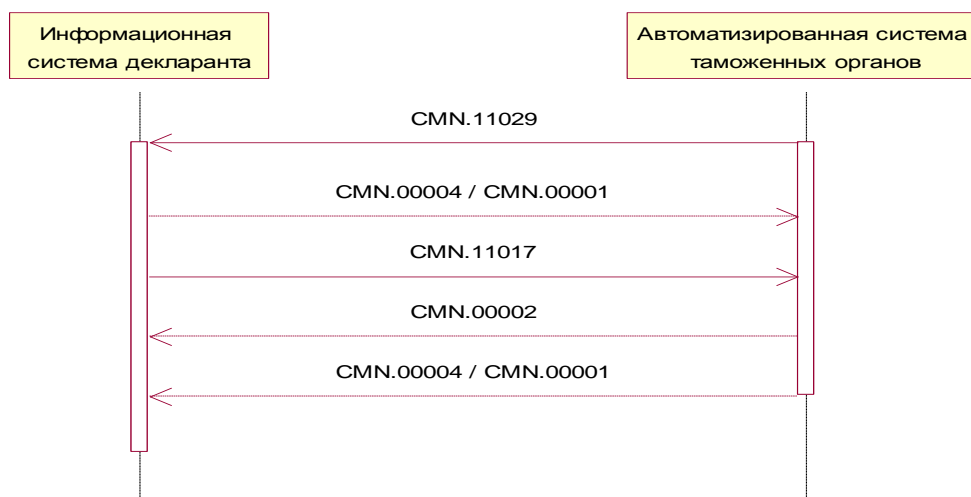 Информационная
система декларанта
Автоматизированная система
таможенных органов
CMN.11029
CMN.00004 / CMN.00001
CMN.11017
CMN.00002
CMN.00004 / CMN.00001